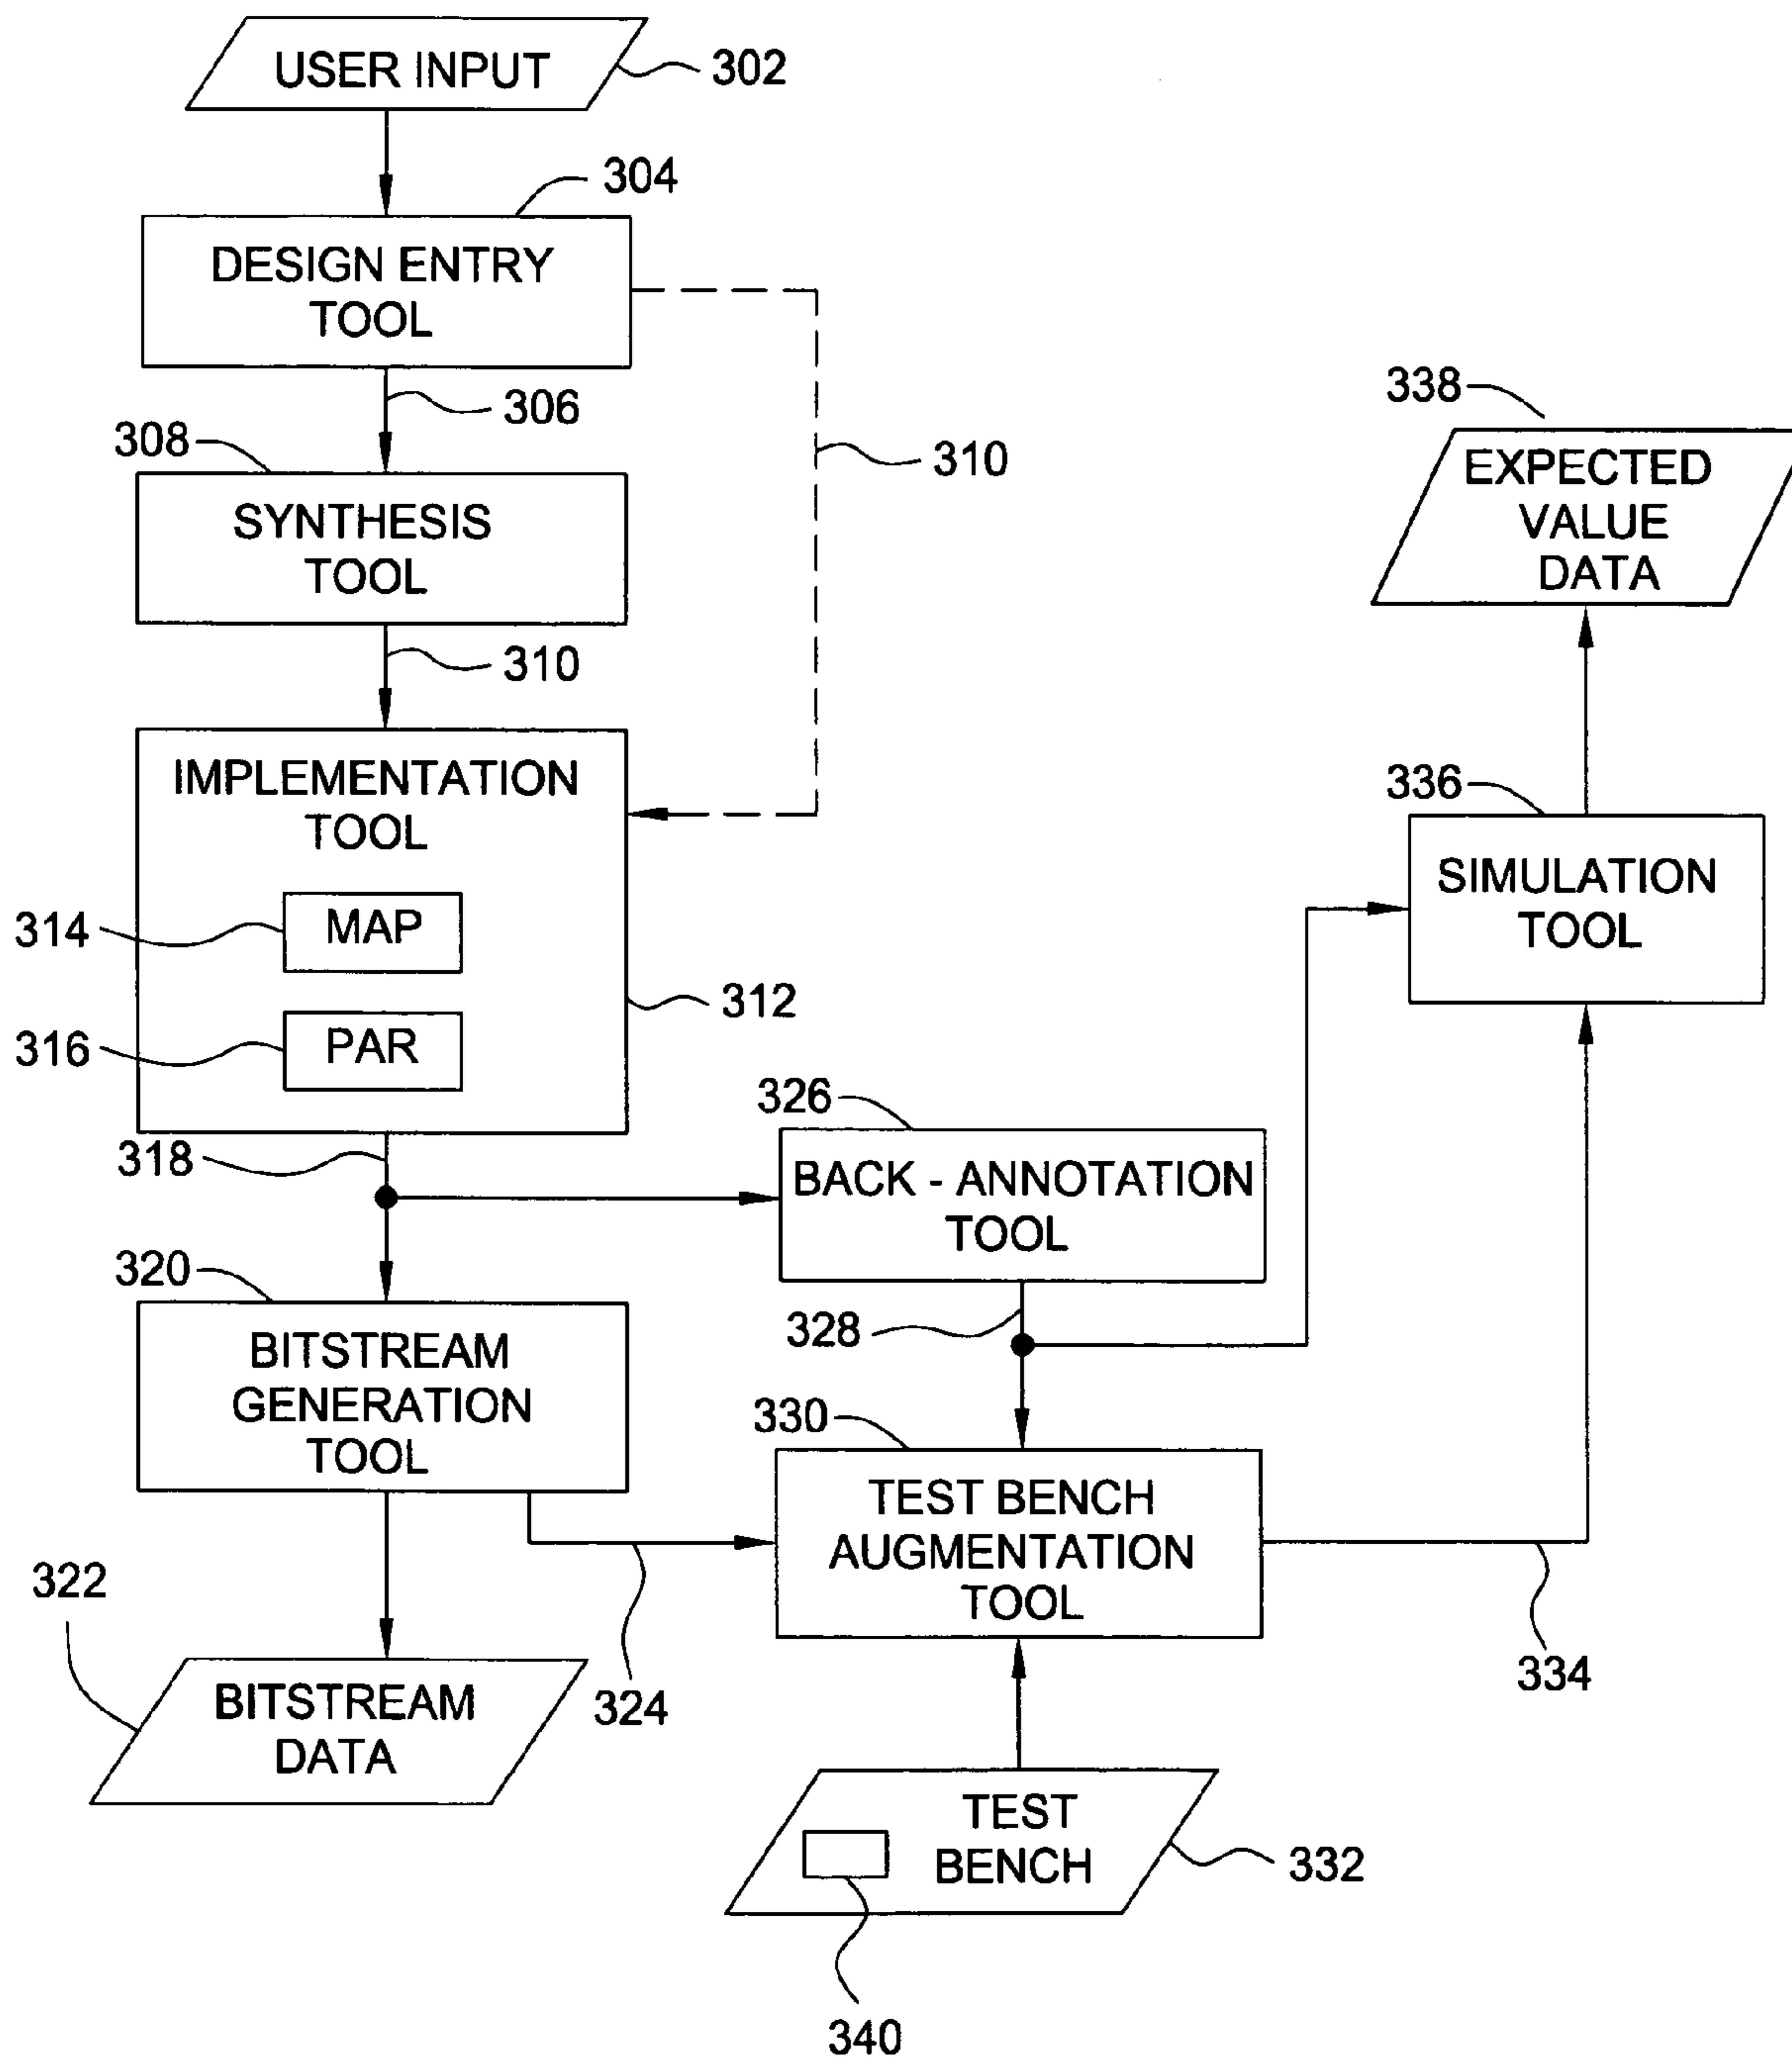 USER INPUT
302
304
DESIGN ENTRY
TOOL
306
308
310
SYNTHESIS
TOOL
310
IMPLEMENTATION
TOOL
314
MAP
312
316
PAR
318
326
BACK - ANNOTATION
TOOL
320
328
BITSTREAM
GENERATION
TOOL
330
TEST BENCH
AUGMENTATION
TOOL
322
324
334
BITSTREAM
DATA
TEST
BENCH
332
340
338
EXPECTED
VALUE
DATA
336
SIMULATION
TOOL